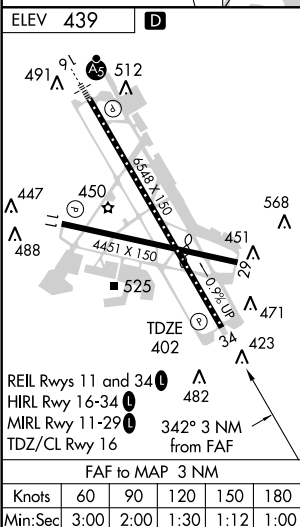 ELEV 439 D
16
A5
491
512
P
6548 X 150
447
450
P
568
11
488
4451 X 150
451
29
0.9% UP
525
471
TDZE
402
P
34
423
482
REIL Rwys 11 and 34 L
HIRL Rwy 16-34 L
MIRL Rwy 11-29 L
TDZ/CL Rwy 16
342° 3 NM
from FAF
FAF to MAP 3 NM
Knots 60 90 120 150 180
Min:Sec 3:00 2:00 1:30 1:12 1:00